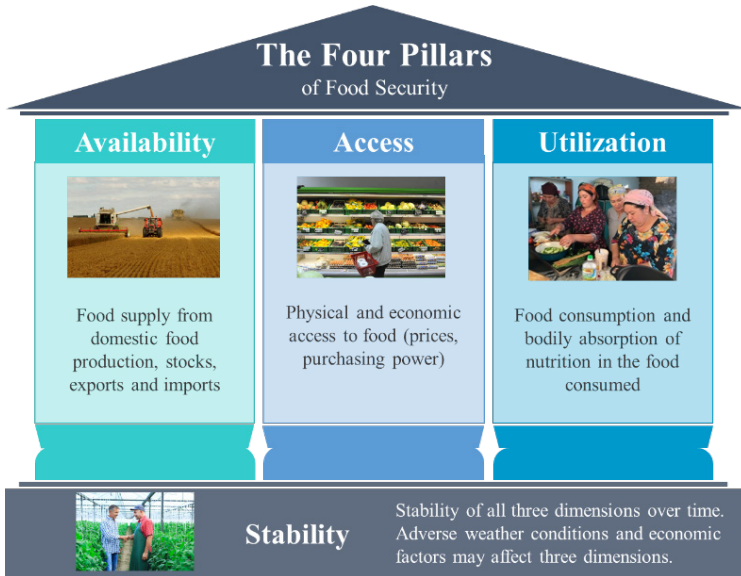 The Four Pillars
of Food Security
Availability
Food supply from
domestic food
production, stocks,
exports and imports
Access
Physical and economic
access to food (prices,
purchasing power)
Utilization
Food consumption and
bodily absorption of
nutrition in the food
consumed
Stability
Stability of all three dimensions over time.
Adverse weather conditions and economic
factors may affect three dimensions.